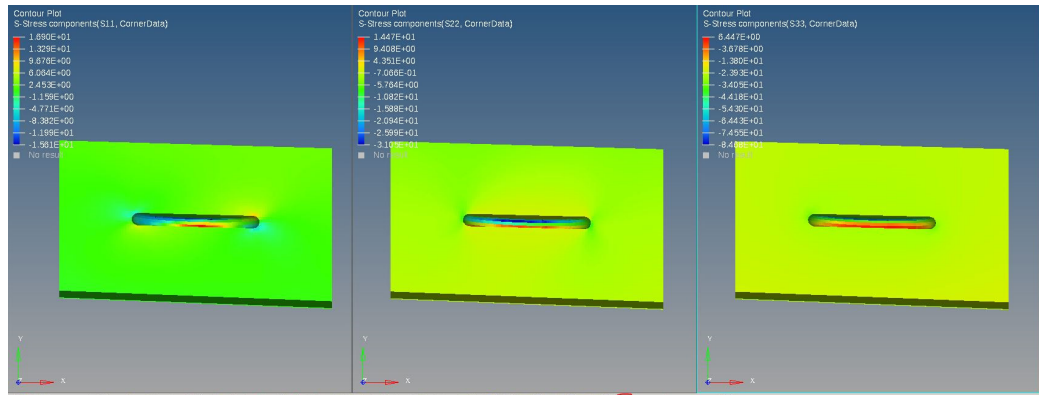 Contour Plot
S-Stress components(S11, CornerData)
1.690E+01
1.329E+01
9.676E+00
6.064E+00
2.453E+00
-1.159E+00
-4.771E+00
-8.382E+00
-1.199E+01
-1.561E+01
No result
Y
X
Contour Plot
S-Stress components(S22, CornerData)
1.447E+01
9.408E+00
4.351E+00
-7.066E-01
-5.764E+00
-1.082E+01
-1.588E+01
-2.094E+01
-2.599E+01
-3.105E+01
No
Y
X
Contour Plot
S-Stress components(S33, CornerData)
6.447E+00
-3.678E+00
-1.380E+01
-2.393E+01
-3.405E+01
-4.418E+01
-5.430E+01
-6.443E+01
-7.455E+01
No
Y
X